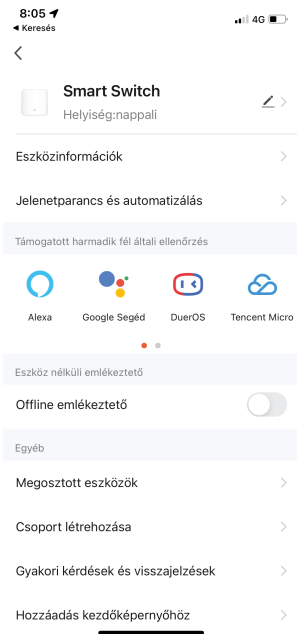 8:05
4G
◀ Keresés
Smart Switch
Helyiség:nappali
Eszközinformációk
Jelenetparancs és automatizálás
Támogatott harmadik fél általi ellenőrzés
Alexa
Google Segéd
DuerOS
Tencent Micro
Eszköz nélküli emlékeztető
Offline emlékeztető
Egyéb
Megosztott eszközök
Csoport létrehozása
Gyakori kérdések és visszajelzések
Hozzáadás kezdőképernyőhöz